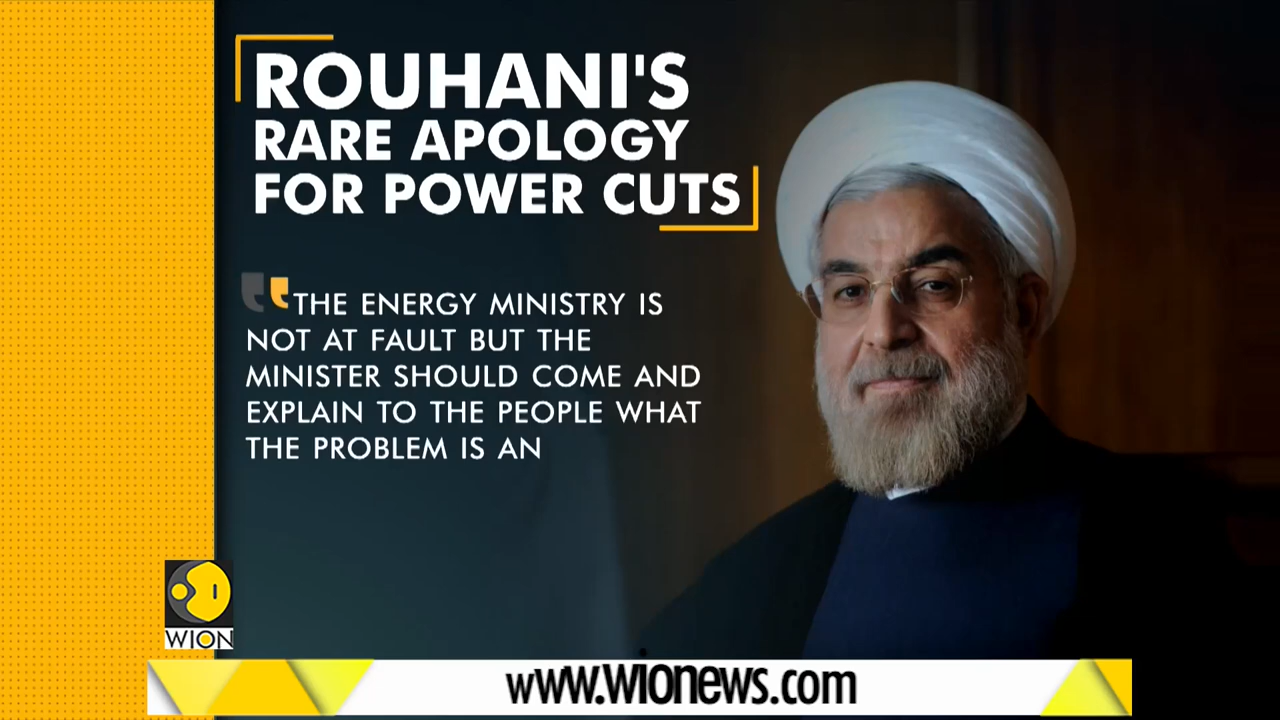 ROUHANI'S
RARE APOLOGY
FOR POWER CUTS
THE ENERGY MINISTRY IS
NOT AT FAULT BUT THE
MINISTER SHOULD COME AND
EXPLAIN TO THE PEOPLE WHAT
THE PROBLEM IS AN
WION
www.WIONews.com